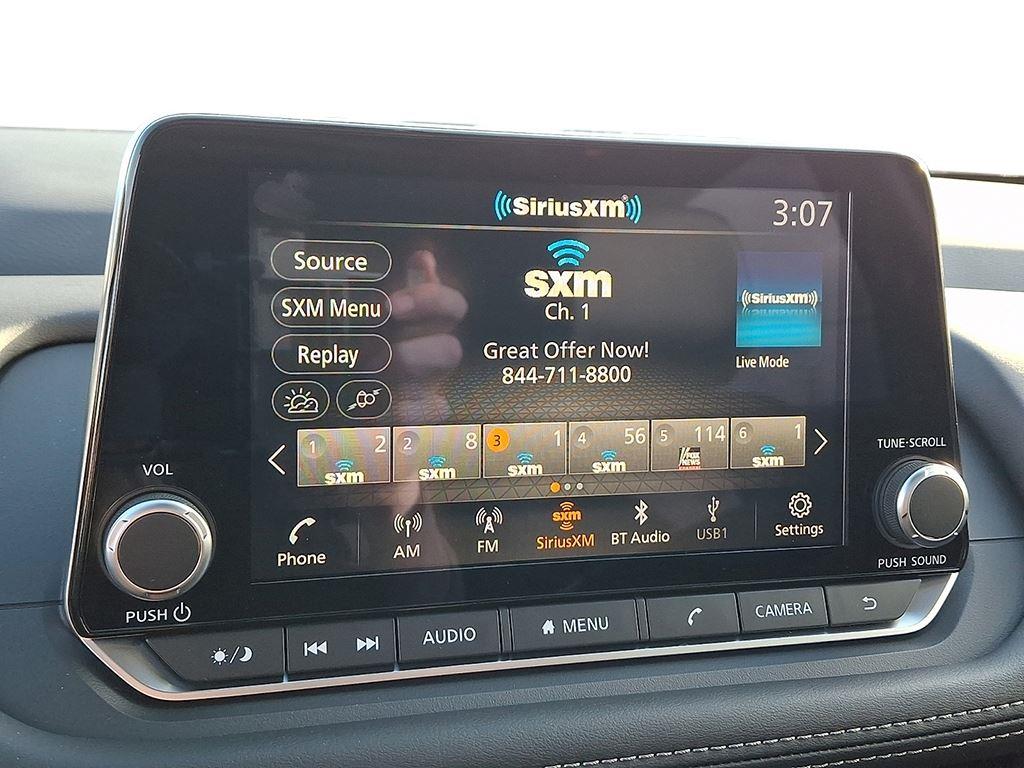 SiriusXM
3:07
Source
SXM Menu
Replay
sxm
Ch. 1
Great Offer Now!
844-711-8800
SiriusXM
Live Mode
1 2 sxm
2 8 sxm
3 1 sxm
4 56 sxm
5 114 FOX NEWS
6 1 sxm
Phone
AM
FM
sxm
SiriusXM
BT Audio
USB1
Settings
VOL
PUSH
TUNE·SCROLL
PUSH SOUND
AUDIO
MENU
CAMERA